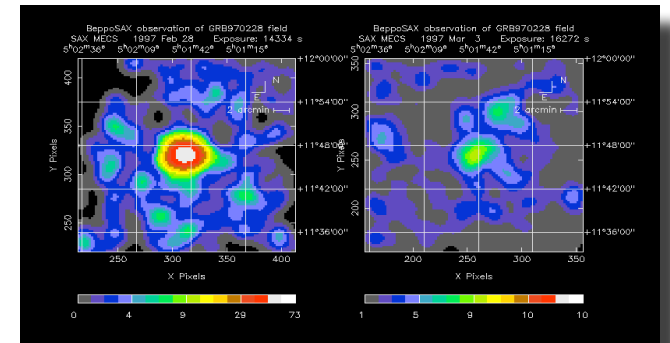 BeppoSAX observation of GRB970228 field
SAX MECS 1997 Feb 28 Exposure: 14334 s
5h02m36s 5h02m09s 5h01m42s 5h01m15s
+12°00'00"
+11°54'00"
+11°48'00"
+11°42'00"
+11°36'00"
N
E
2 arcmin
Y Pixels
400
350
300
250
250 300 350 400
X Pixels
0 4 9 29 73
BeppoSAX observation of GRB970228 field
SAX MECS 1997 Mar 3 Exposure: 16272 s
5h02m36s 5h02m09s 5h01m42s 5h01m15s
+12°00'00"
+11°54'00"
+11°48'00"
+11°42'00"
+11°36'00"
N
E
2 arcmin
Y Pixels
350
300
250
200
200 250 300 350
X Pixels
1 5 9 10 10